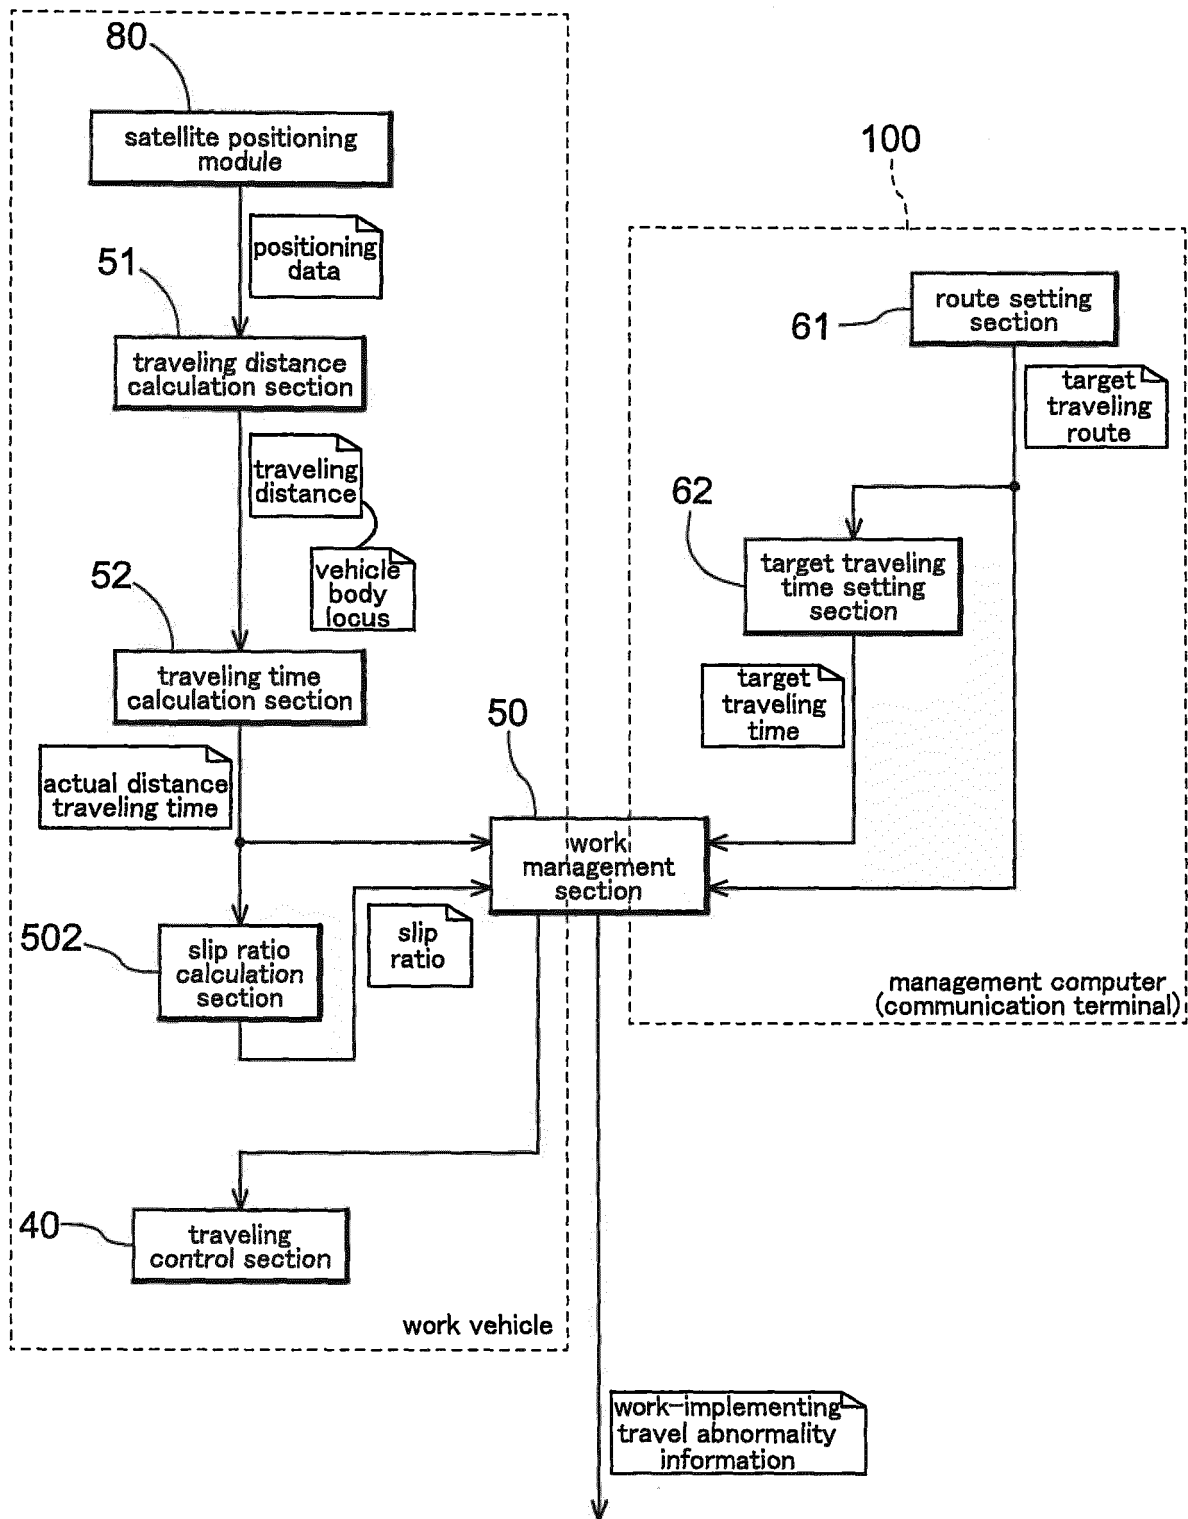 80
satellite positioning
module
positioning
data
51
traveling distance
calculation section
traveling
distance
vehicle
body
locus
52
traveling time
calculation section
actual distance
traveling time
50
work
management
section
502
slip ratio
calculation
section
slip
ratio
40
traveling
control section
work vehicle
100
61
route setting
section
target
traveling
route
62
target traveling
time setting
section
target
traveling
time
management computer
(communication terminal)
work-implementing
travel abnormality
information